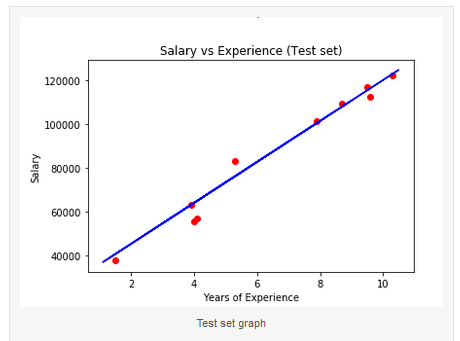 Salary vs Experience (Test set)
120000
100000
80000
60000
40000
Salary
2 4 6 8 10
Years of Experience
Test set graph